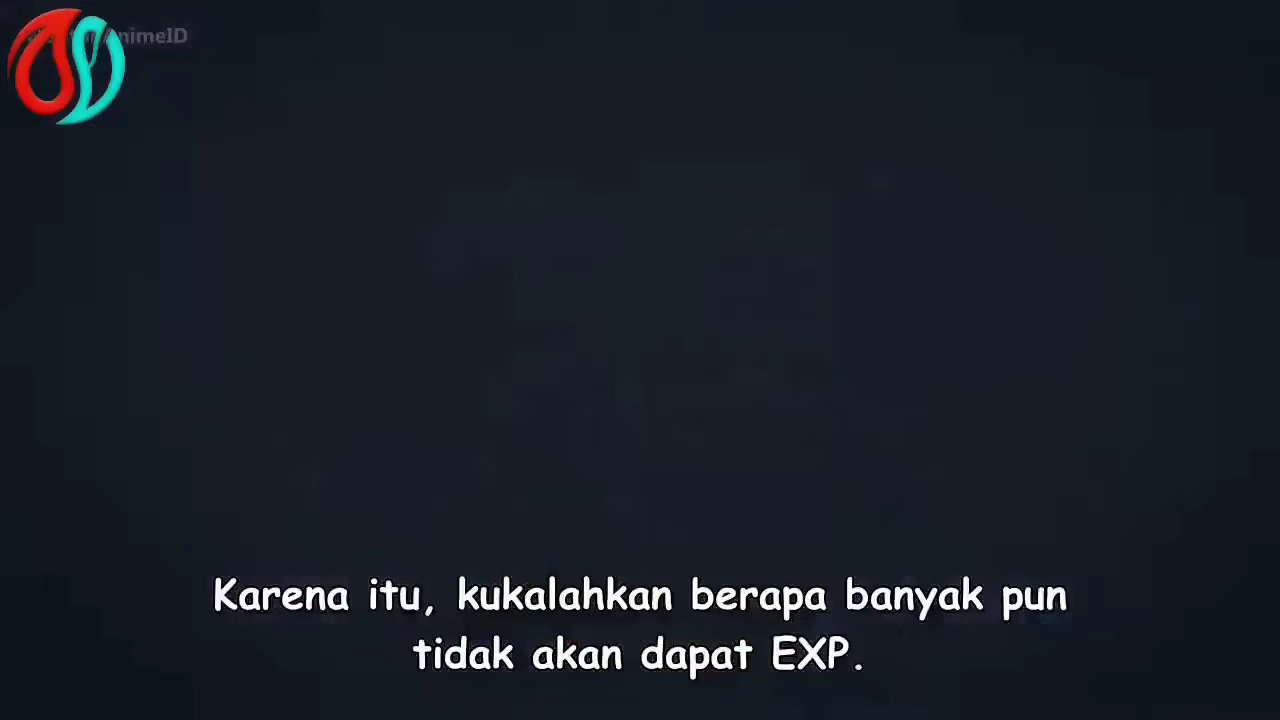 Karena itu, kukalahkan berapa banyak pun
tidak akan dapat EXP.